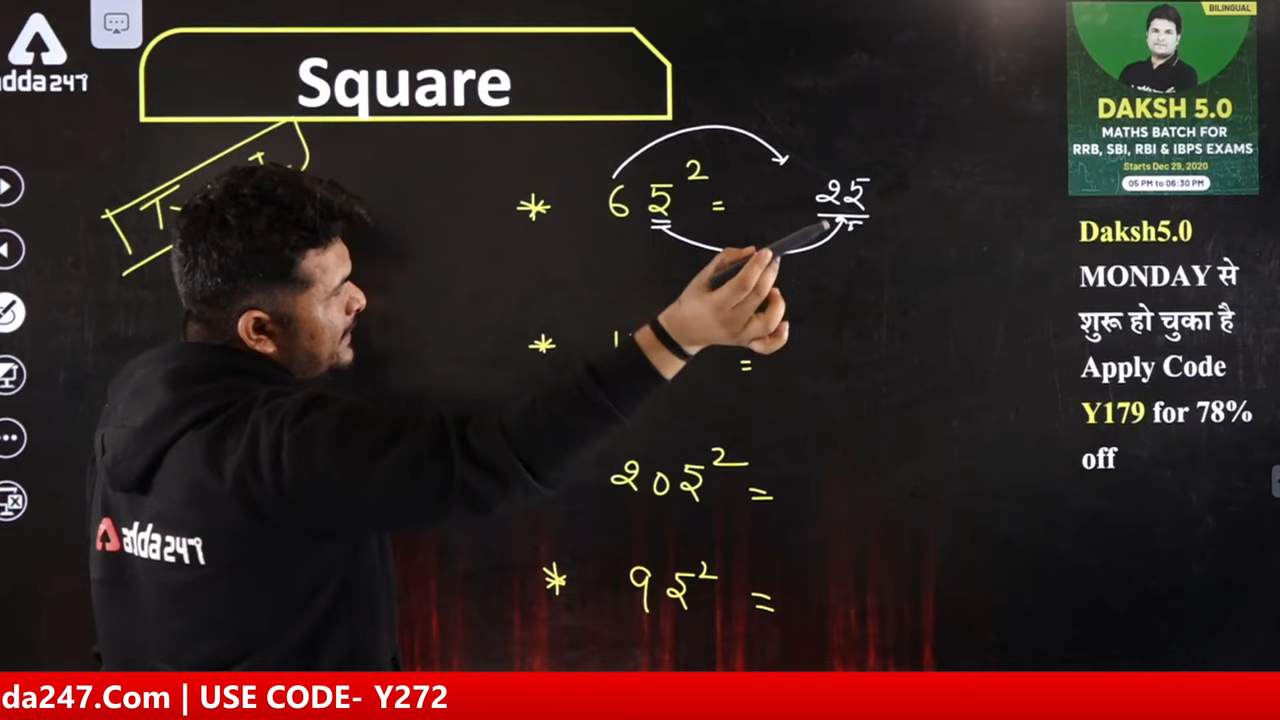 adda247
Square
* 65² = 25
5
* 1 =
205² =
* 95² =
BILINGUAL
DAKSH 5.0
MATHS BATCH FOR
RRB, SBI, RBI & IBPS EXAMS
Starts Dec 29, 2020
05 PM to 06:30 PM
Daksh5.0
MONDAY से
शुरू हो चुका है
Apply Code
Y179 for 78%
off
adda247
da247.Com | USE CODE- Y272